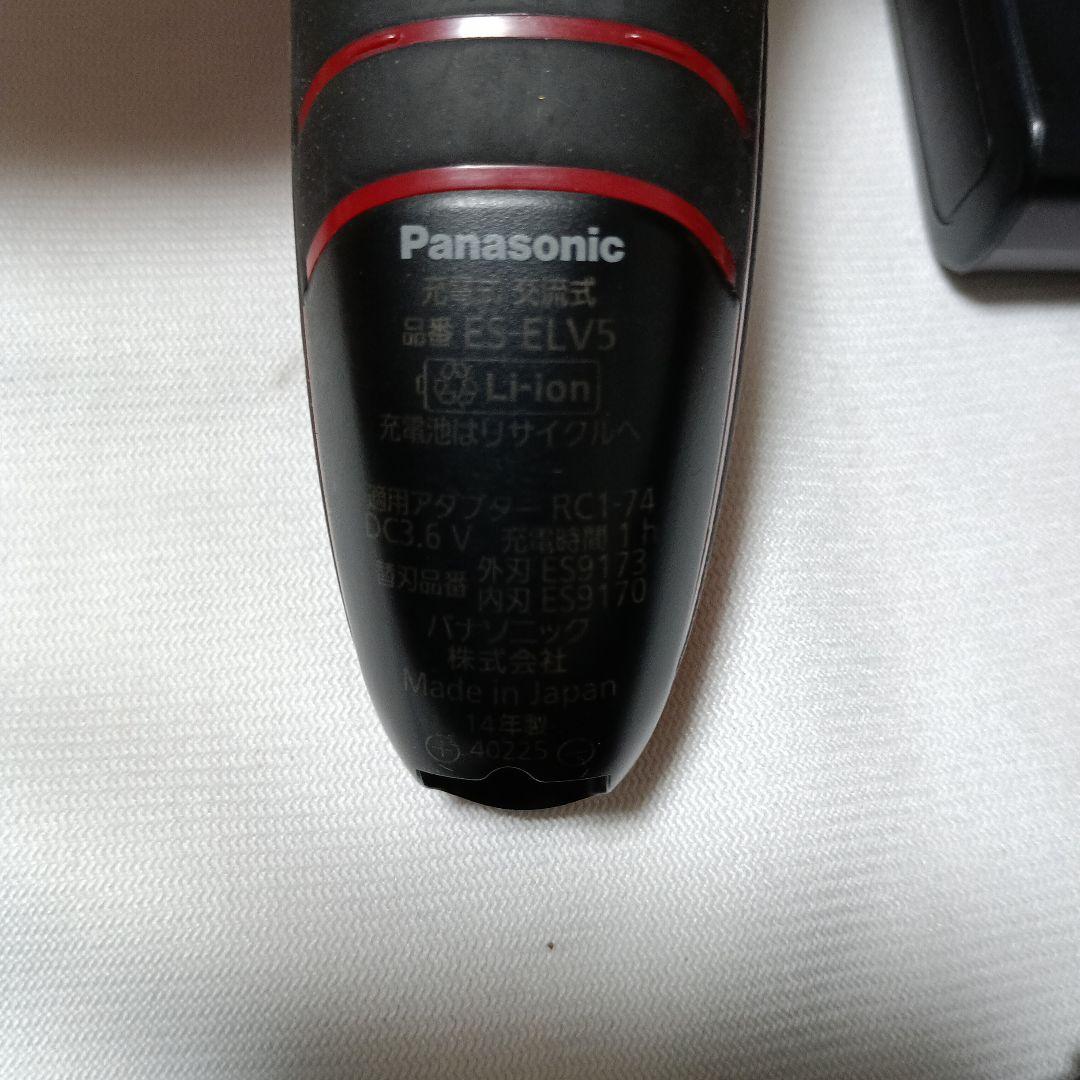 Panasonic
充電式 交流式
品番 ES-ELV5
Li-ion
充電池はリサイクルへ
適用アダプター RC1-74
DC3.6 V 充電時間 1 h
替刃品番 外刃 ES9173
内刃 ES9170
パナソニック
株式会社
Made in Japan
14年製
+ 40225 -